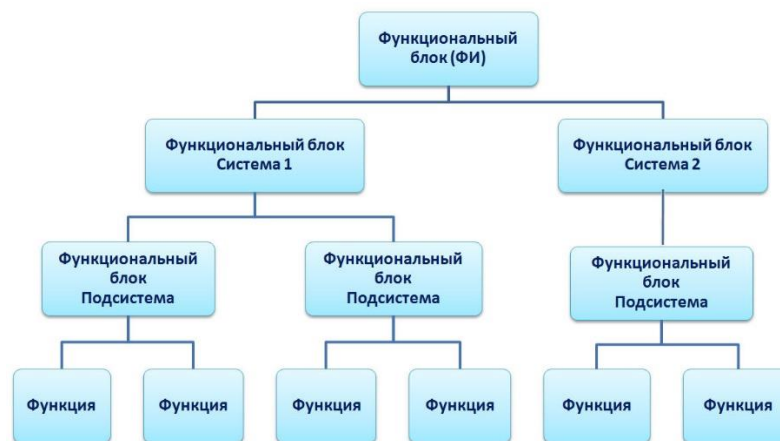 Функциональный
блок (ФИ)
Функциональный блок
Система 1
Функциональный блок
Система 2
Функциональный
блок
Подсистема
Функциональный
блок
Подсистема
Функциональный
блок
Подсистема
Функция
Функция
Функция
Функция
Функция
Функция